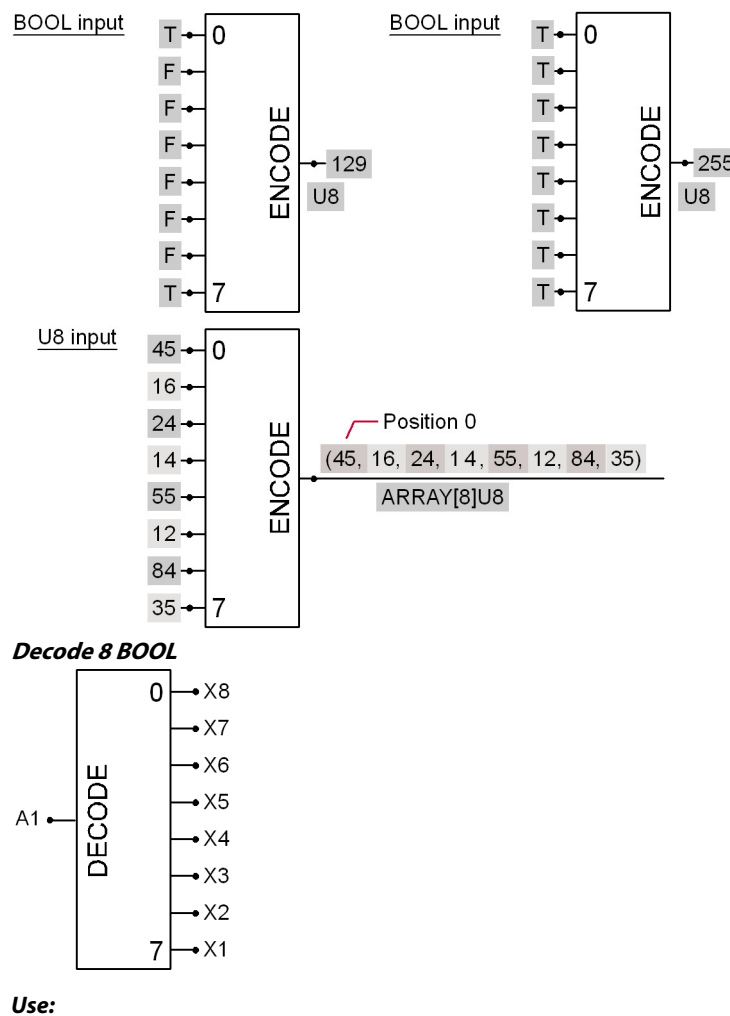 BOOL input
T 0
F
F
F
F
F
F
T 7
ENCODE
129
U8
BOOL input
T 0
T
T
T
T
T
T
T 7
ENCODE
255
U8
U8 input
45 0
16
24
14
55
12
84
35 7
ENCODE
Position 0
(45, 16, 24, 14, 55, 12, 84, 35)
ARRAY[8]U8
Decode 8 BOOL
A1
DECODE
0 X8
X7
X6
X5
X4
X3
X2
7 X1
Use: